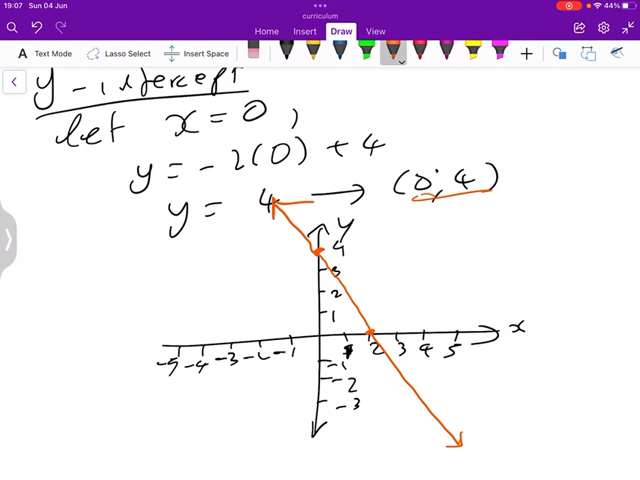 19:07 Sun 04 Jun
44%
curriculum
Home Insert Draw View
Text Mode Lasso Select Insert Space
y-intercept
let x = 0,
y = -2(0) + 4
y = 4 → (0; 4)
y
4
3
2
1
x
-5 -4 -3 -2 -1 1 2 3 4 5
-1
-2
-3